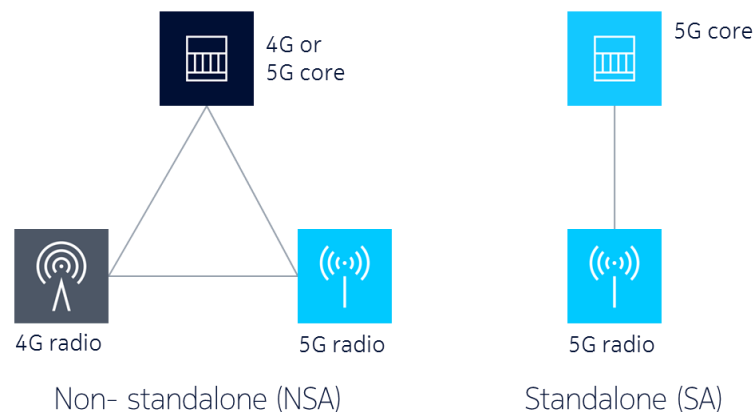 4G or
5G core
4G radio
5G radio
Non- standalone (NSA)
5G core
5G radio
Standalone (SA)